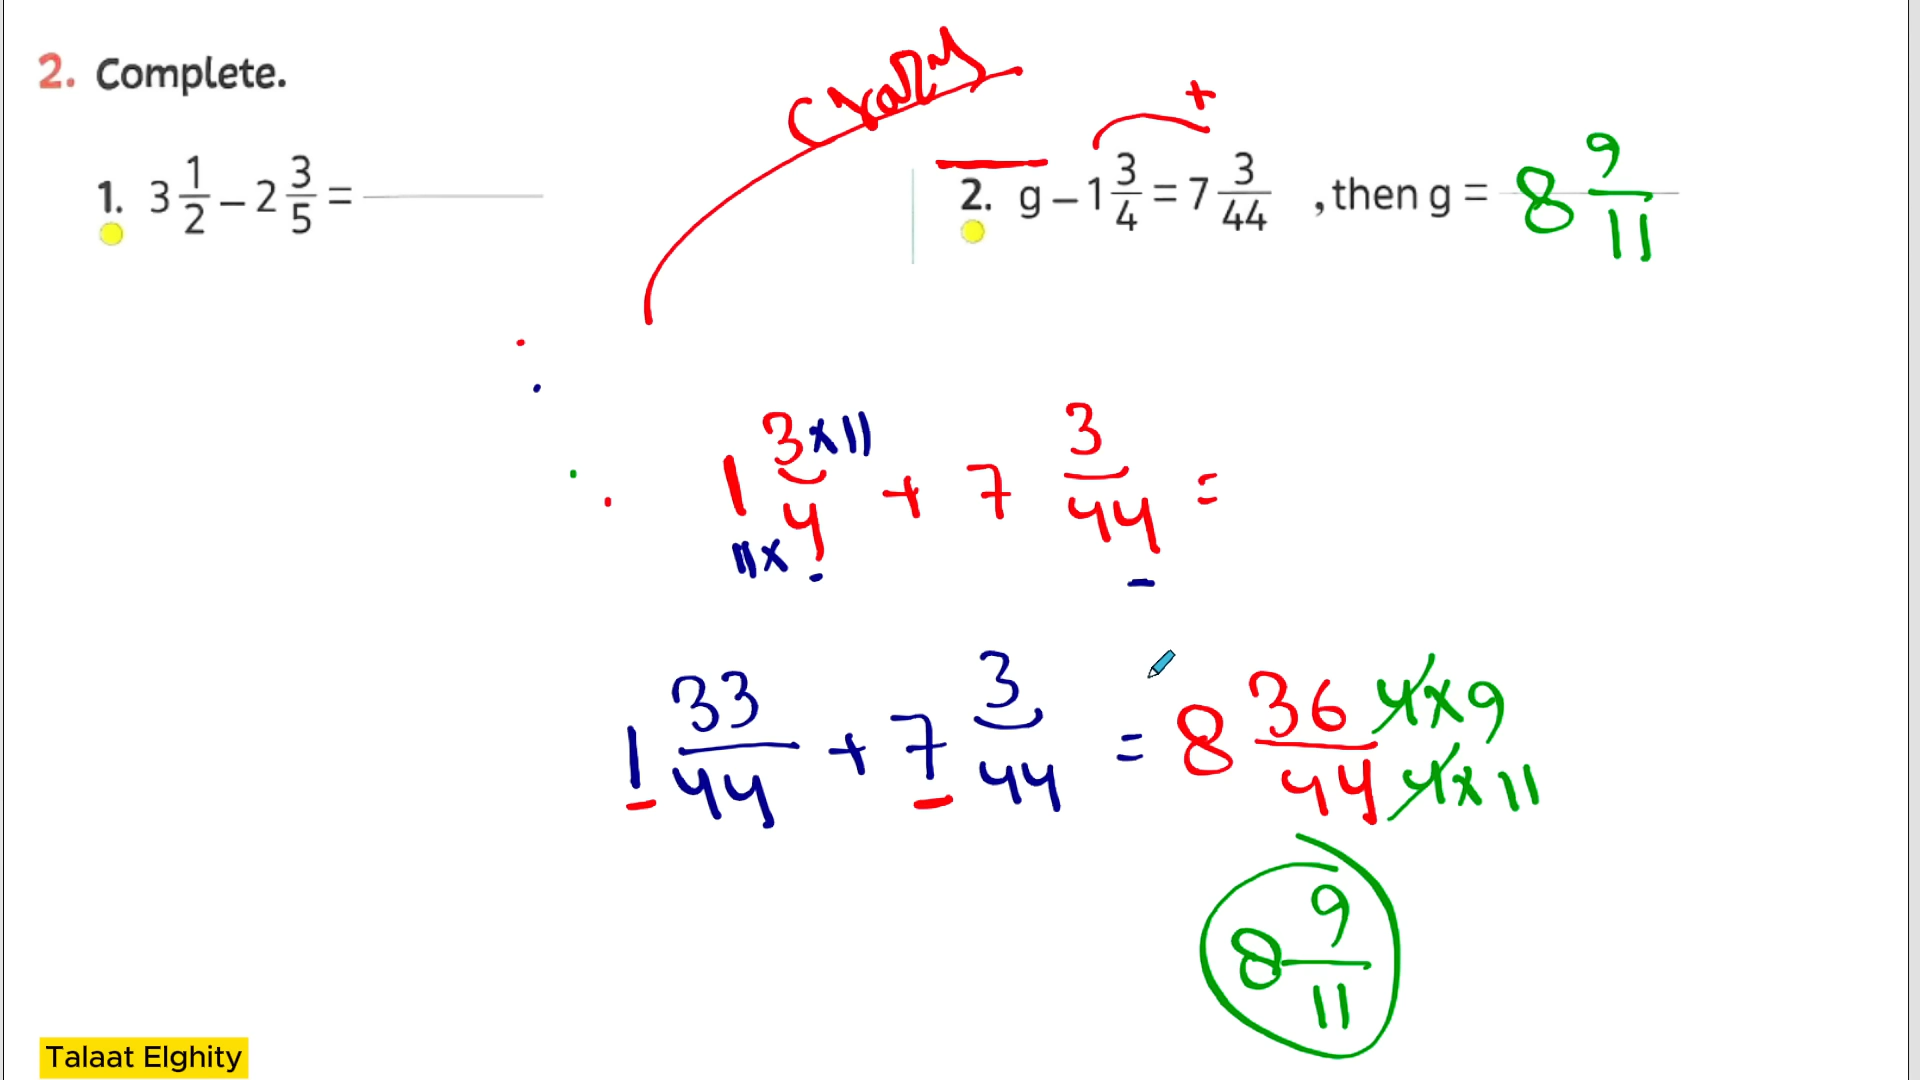 2. Complete.
1. 3 1/2 – 2 3/5 =
2. g – 1 3/4 = 7 3/44 , then g = 8 9/11
+
1 3×11/11×4 + 7 3/44 =
1 33/44 + 7 3/44 = 8 36/44 4×9/4×11
8 9/11
Talaat Elghity